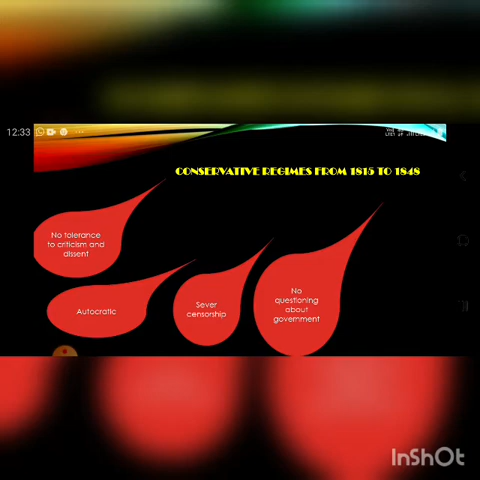 12:33
CONSERVATIVE REGIMES FROM 1815 TO 1848
No tolerance
to criticism and
dissent
Autocratic
Sever
censorship
No
questioning
about
government
InShOt